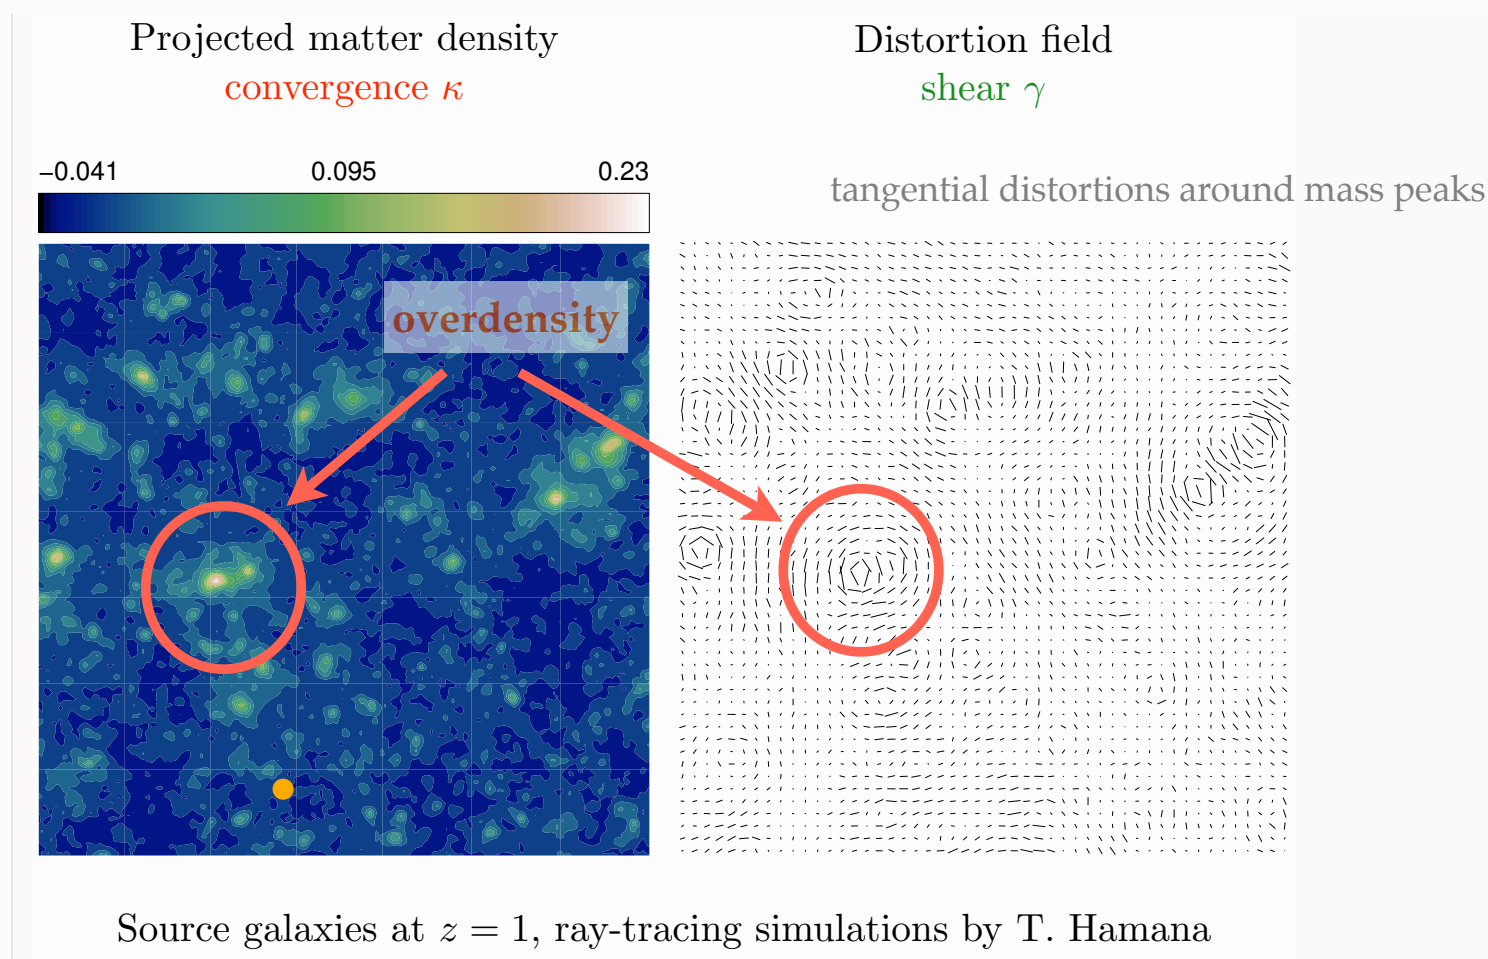 Projected matter density
convergence κ
Distortion field
shear γ
−0.041 0.095 0.23
tangential distortions around mass peaks
overdensity
Source galaxies at z = 1, ray-tracing simulations by T. Hamana